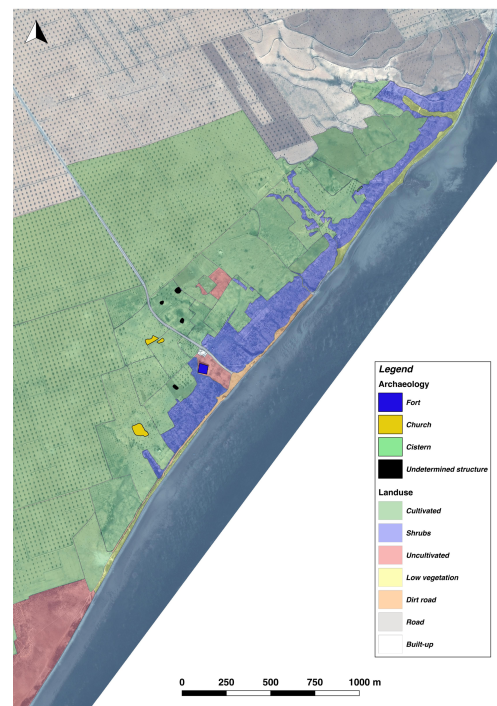 Legend
Archaeology
Fort
Church
Cistern
Undetermined structure
Landuse
Cultivated
Shrubs
Uncultivated
Low vegetation
Dirt road
Road
Built-up
0 250 500 750 1000 m